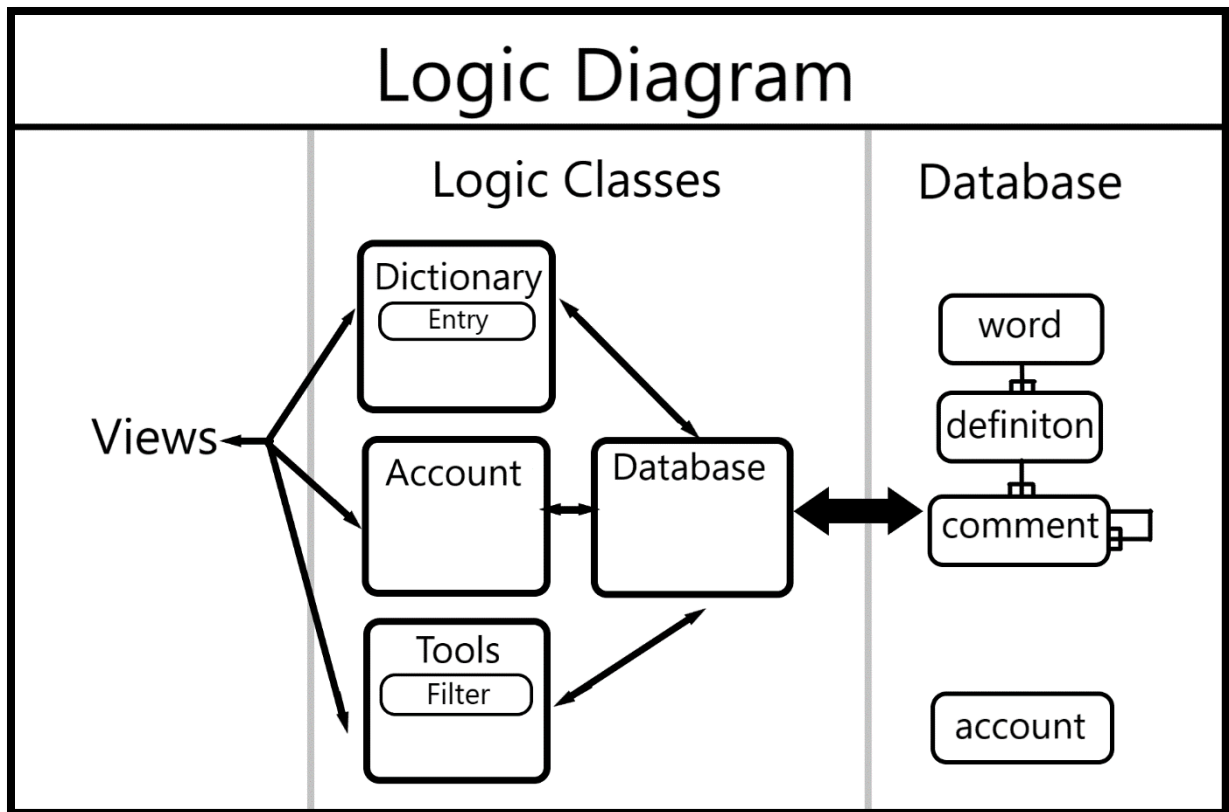 Logic Diagram
Logic Classes
Database
Views
Dictionary
Entry
Account
Tools
Filter
Database
word
definiton
comment
account